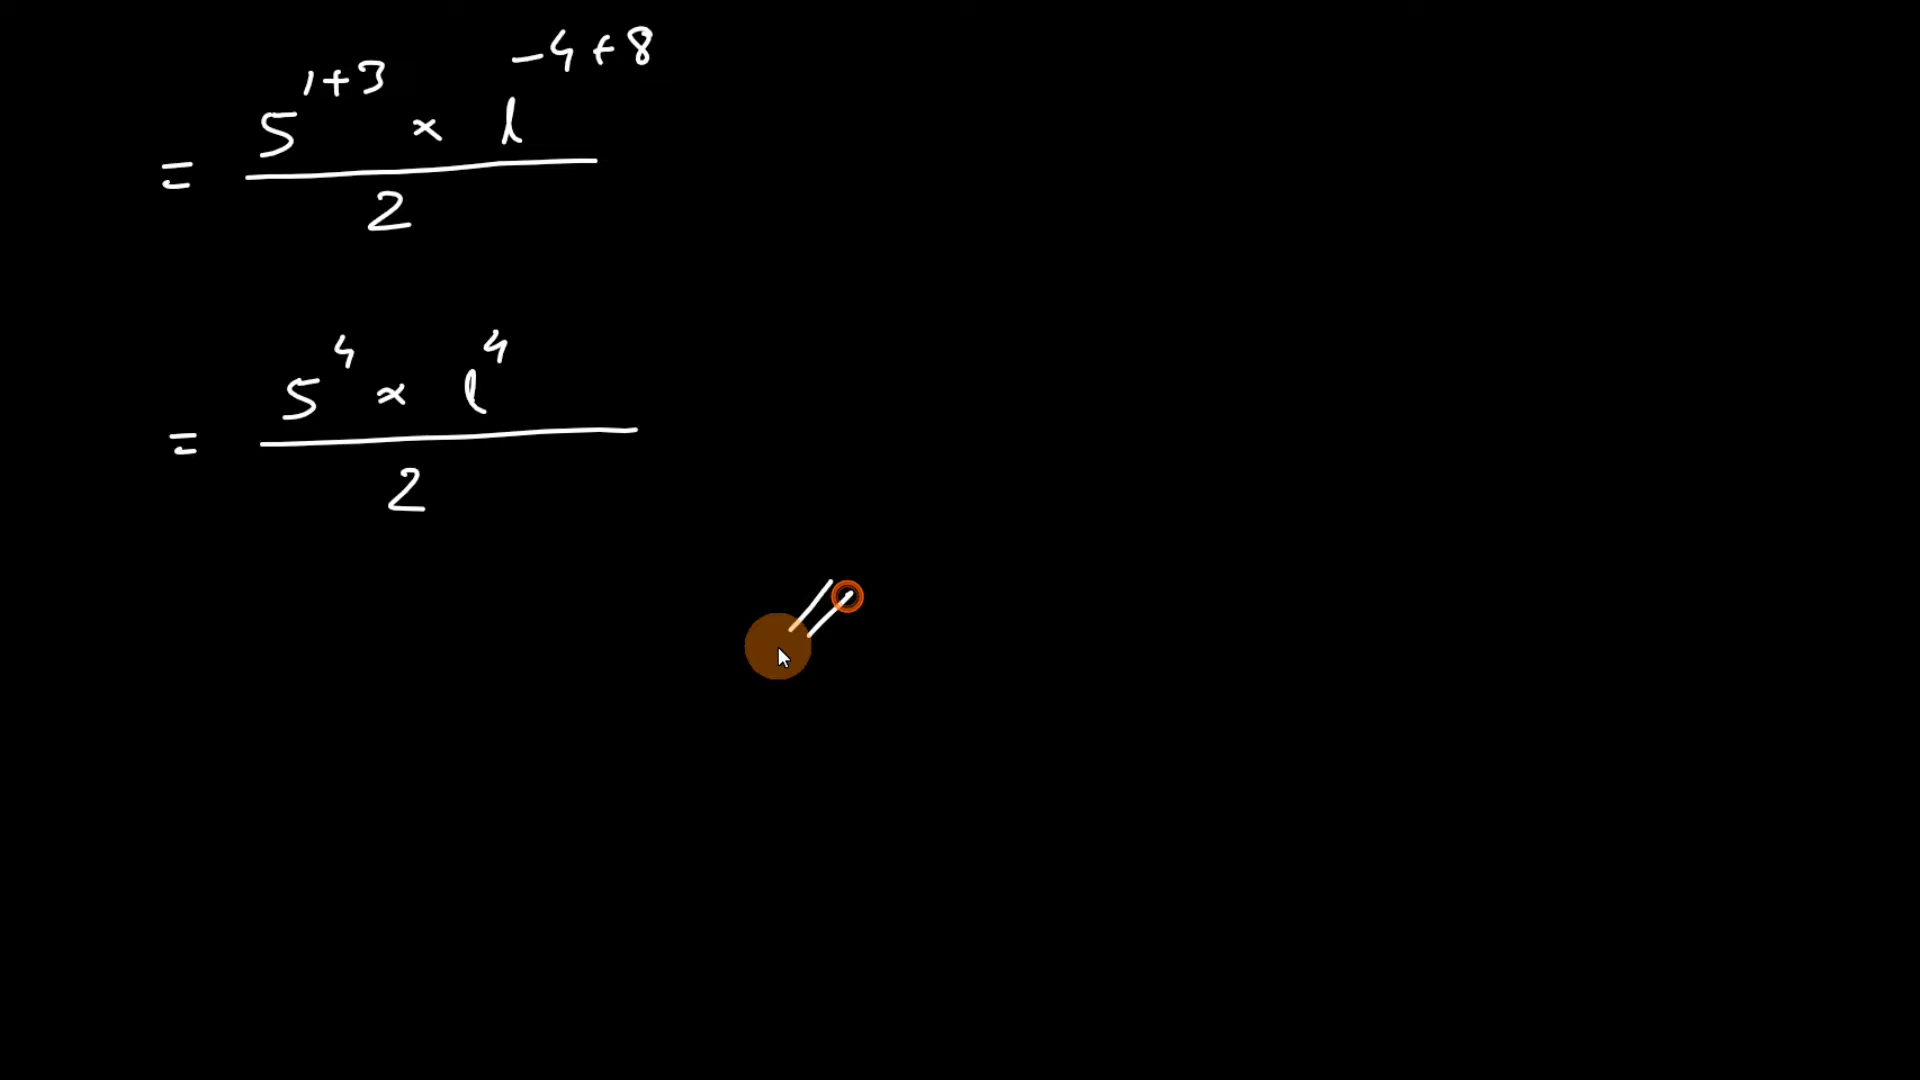 = 5^{1+3} × l^{-4+8} / 2
= 5^4 × l^4 / 2